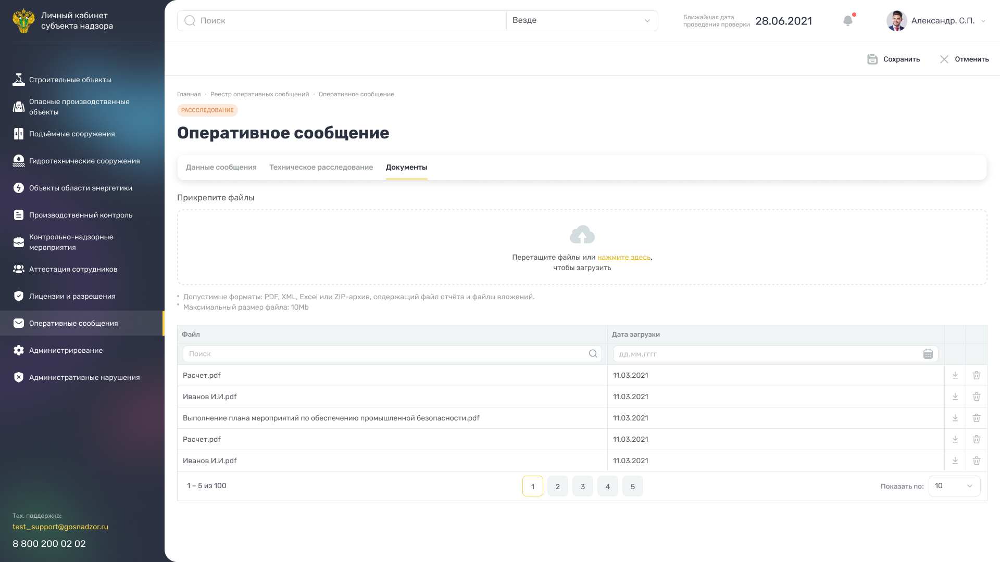 Личный кабинет
субъекта надзора
Строительные объекты
Опасные производственные
объекты
Подъёмные сооружения
Гидротехнические сооружения
Объекты области энергетики
Производственный контроль
Контрольно-надзорные
мероприятия
Аттестация сотрудников
Лицензии и разрешения
Оперативные сообщения
Администрирование
Административные нарушения
Тех. поддержка:
test_support@gosnadzor.ru
8 800 200 02 02
Поиск
Везде
Ближайшая дата
проведения проверки
28.06.2021
Александр. С.П.
Сохранить
Отменить
Главная · Реестр оперативных сообщений · Оперативное сообщение
РАСССЛЕДОВАНИЕ
Оперативное сообщение
Данные сообщения Техническое расследование Документы
Прикрепите файлы
Перетащите файлы или нажмите здесь,
чтобы загрузить
Допустимые форматы: PDF, XML, Excel или ZIP-архив, содержащий файл отчёта и файлы вложений.
Максимальный размер файла: 10Mb
Файл Дата загрузки
Поиск дд.мм.гггг
Расчет.pdf 11.03.2021
Иванов И.И.pdf 11.03.2021
Выполнение плана мероприятий по обеспечению промышленной безопасности.pdf 11.03.2021
Расчет.pdf 11.03.2021
Иванов И.И.pdf 11.03.2021
1 – 5 из 100 1 2 3 4 5 Показать по: 10